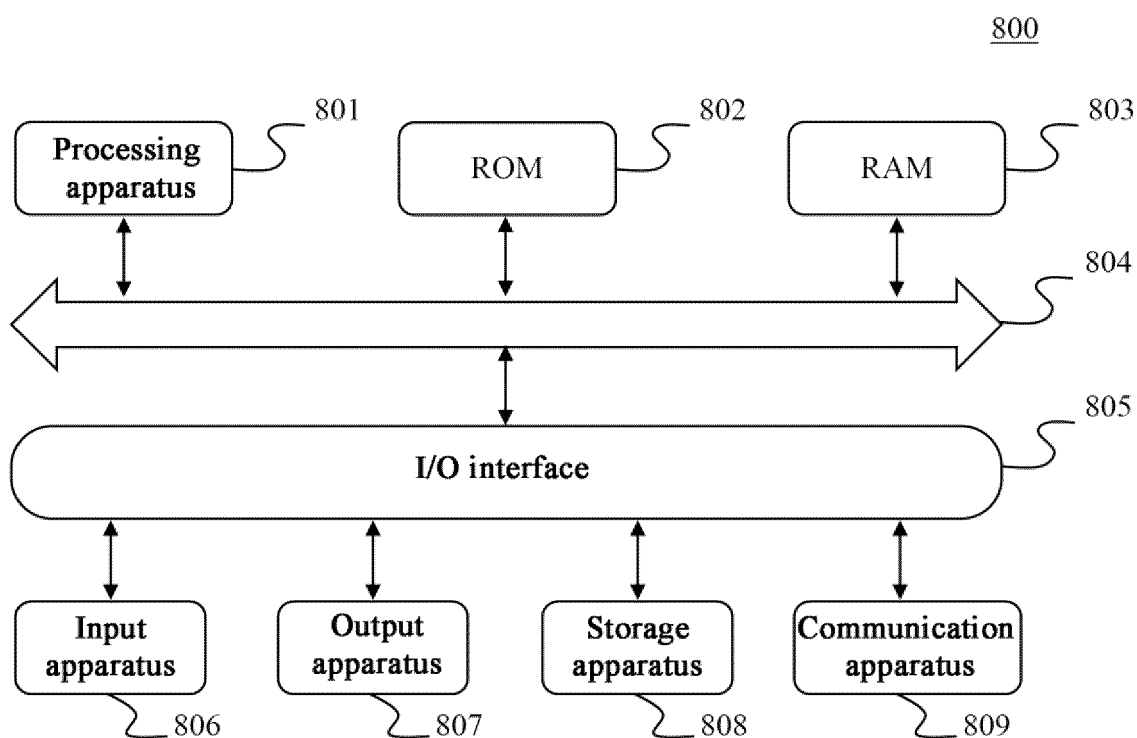 800
801
802
803
Processing
apparatus
ROM
RAM
804
805
I/O interface
Input
apparatus
Output
apparatus
Storage
apparatus
Communication
apparatus
806
807
808
809